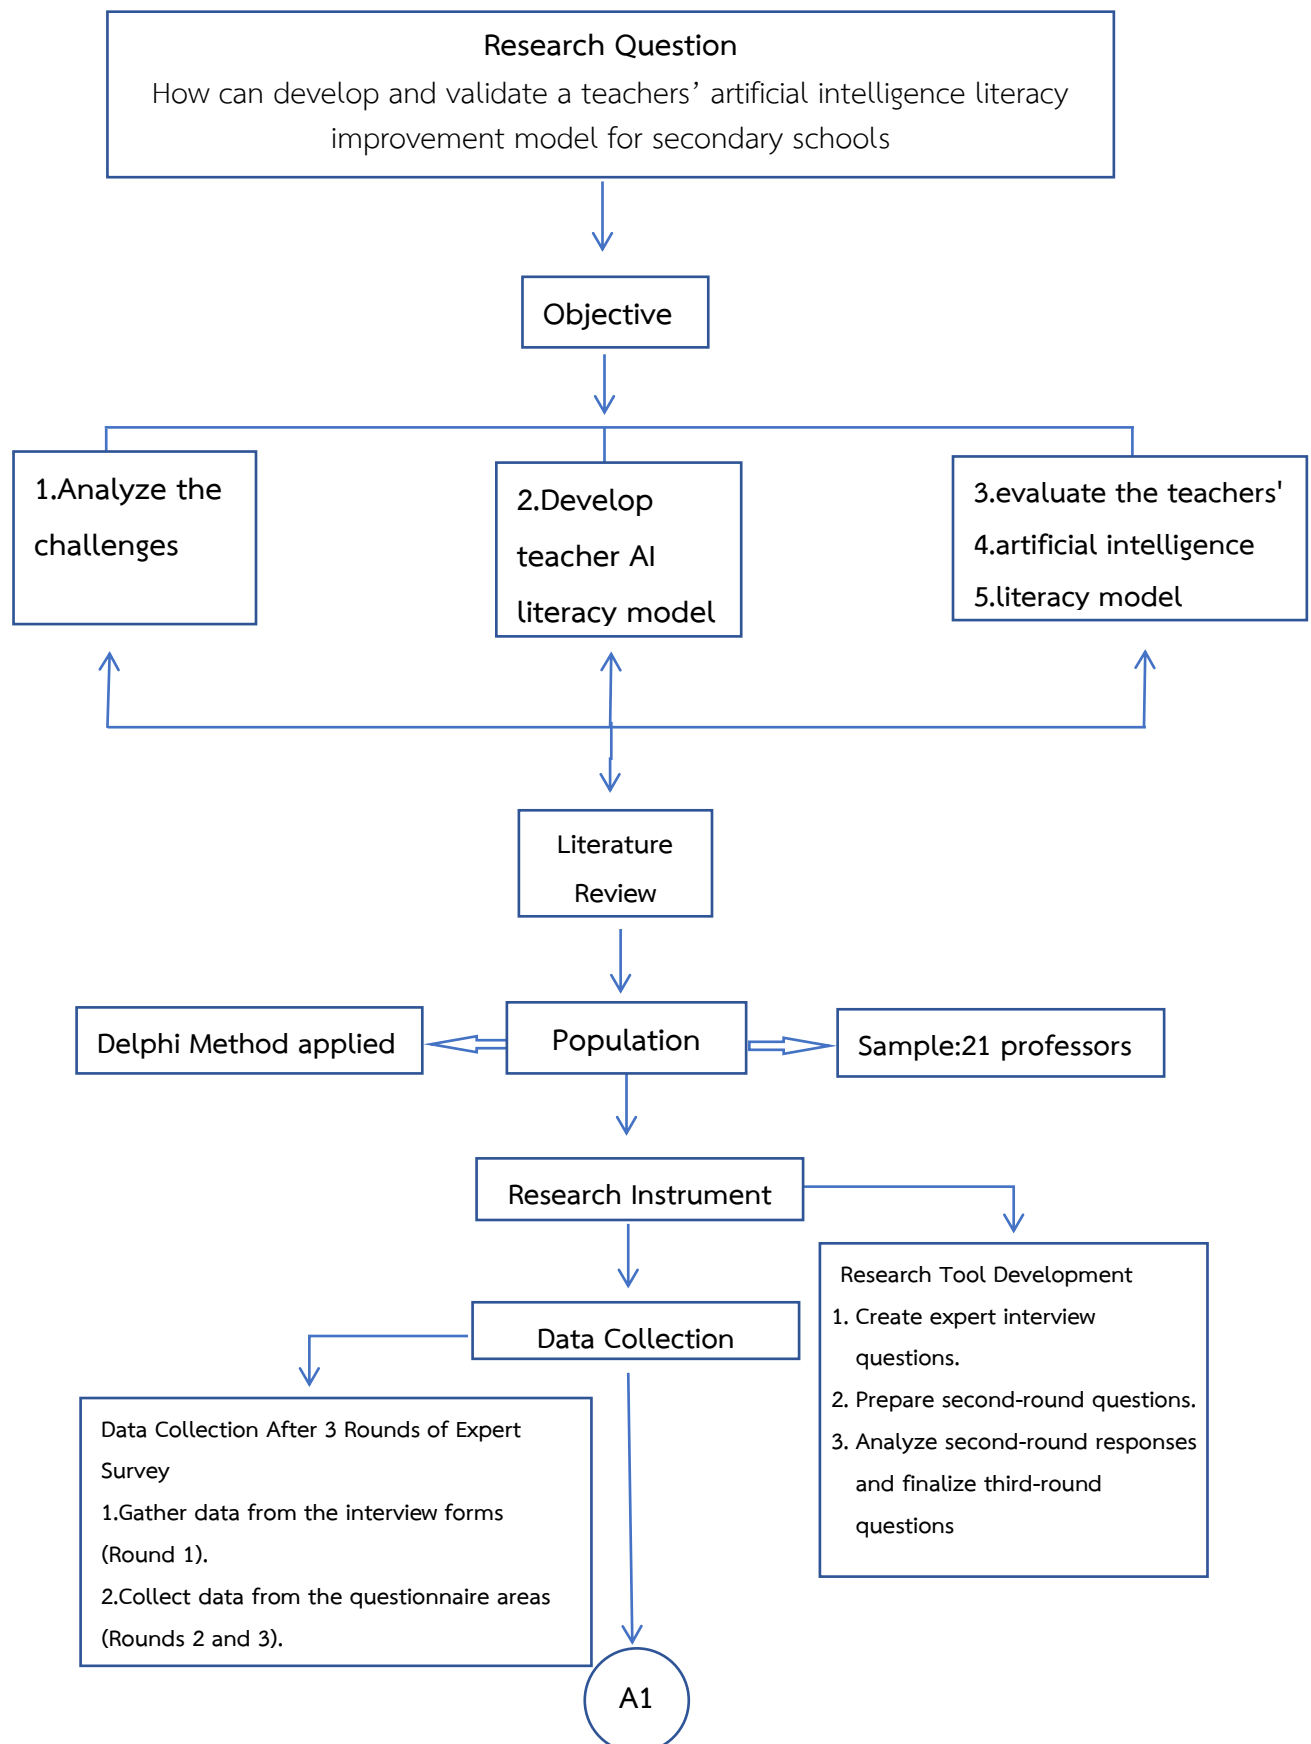 Research Question
How can develop and validate a teachers’ artificial intelligence literacy
improvement model for secondary schools
Objective
1.Analyze the
challenges
2.Develop
teacher AI
literacy model
3.evaluate the teachers'
4.artificial intelligence
5.literacy model
Literature
Review
Delphi Method applied
Population
Sample:21 professors
Research Instrument
Research Tool Development
1. Create expert interview
questions.
2. Prepare second-round questions.
3. Analyze second-round responses
and finalize third-round
questions
Data Collection
Data Collection After 3 Rounds of Expert
Survey
1.Gather data from the interview forms
(Round 1).
2.Collect data from the questionnaire areas
(Rounds 2 and 3).
A1